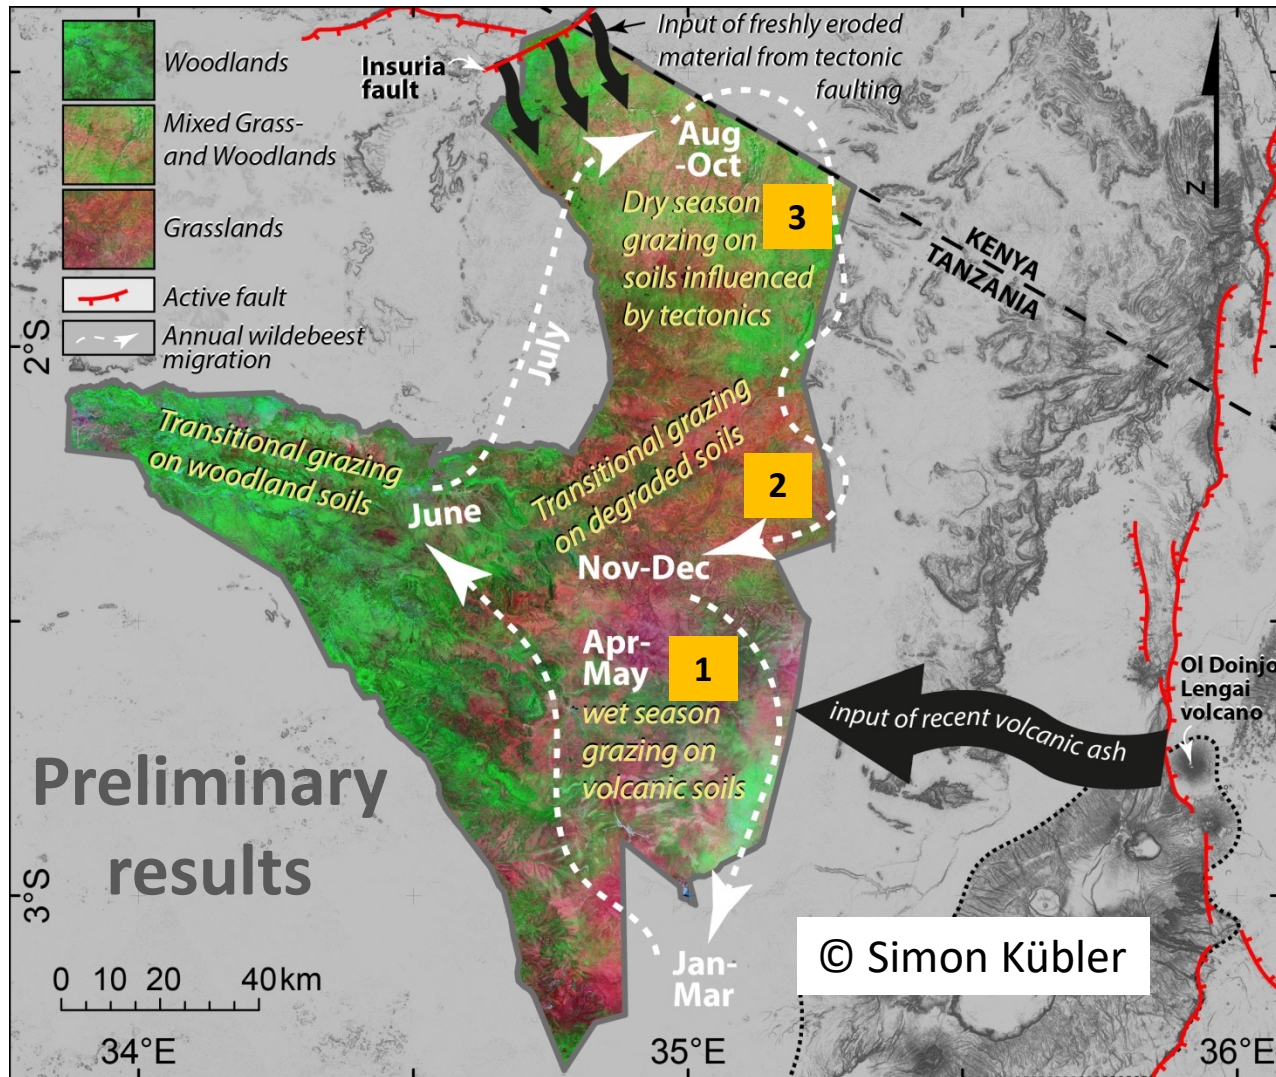 Woodlands
Mixed Grass-
and Woodlands
Grasslands
Active fault
Annual wildebeest
migration
Insuria
fault
Input of freshly eroded
material from tectonic
faulting
Aug
-Oct
Dry season
grazing on
soils influenced
by tectonics
3
N
KENYA
TANZANIA
July
2°S
Transitional grazing
on woodland soils
June
Transitional grazing
on degraded soils
2
Nov-Dec
Apr-
May
1
wet season
grazing on
volcanic soils
input of recent volcanic ash
Ol Doinjo
Lengai
volcano
Preliminary
results
3°S
Jan-
Mar
© Simon Kübler
0 10 20 40km
34°E
35°E
36°E